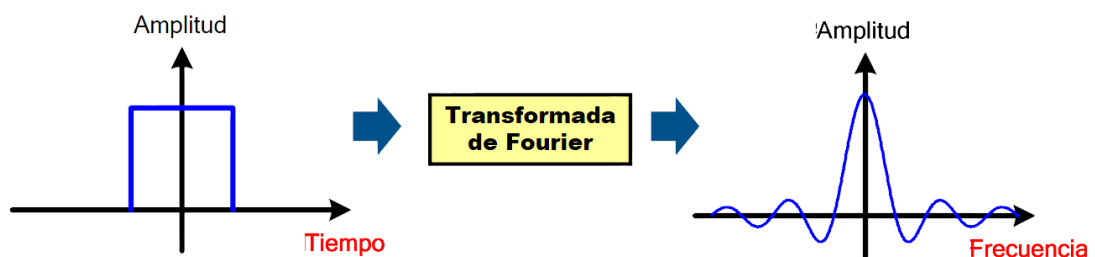 Amplitud
Tiempo
Transformada
de Fourier
Amplitud
Frecuencia